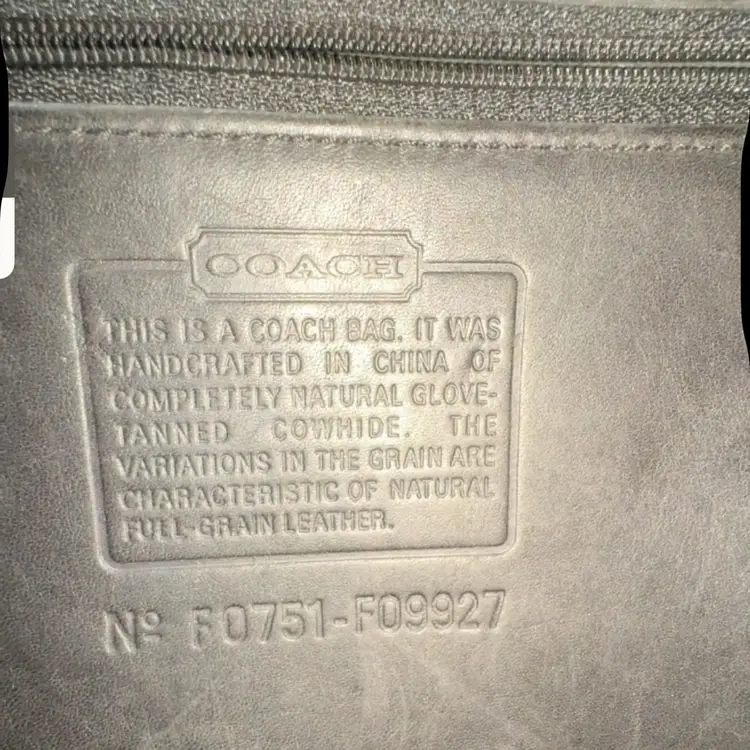 COACH
THIS IS A COACH BAG. IT WAS
HANDCRAFTED IN CHINA OF
COMPLETELY NATURAL GLOVE-
TANNED COWHIDE. THE
VARIATIONS IN THE GRAIN ARE
CHARACTERISTIC OF NATURAL
FULL-GRAIN LEATHER.
Nº F0751-F09927